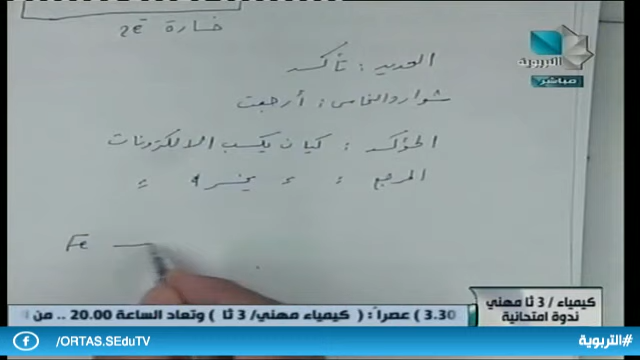 خسارة 2e
التربوية
مباشر
الحديد : تأكسد
شوارد النحاس : أرجعت
المؤكسد : كيان يكسب الالكترونات
المرجع : = يخسر =
Fe —
كيمياء / 3 ثا مهني
ندوة امتحانية
3.30) عصراً: ( كيمياء مهني/ 3 ثا ) وتعاد الساعة 20.00 .. من ا
/ORTAS.SEduTV
#التربوية